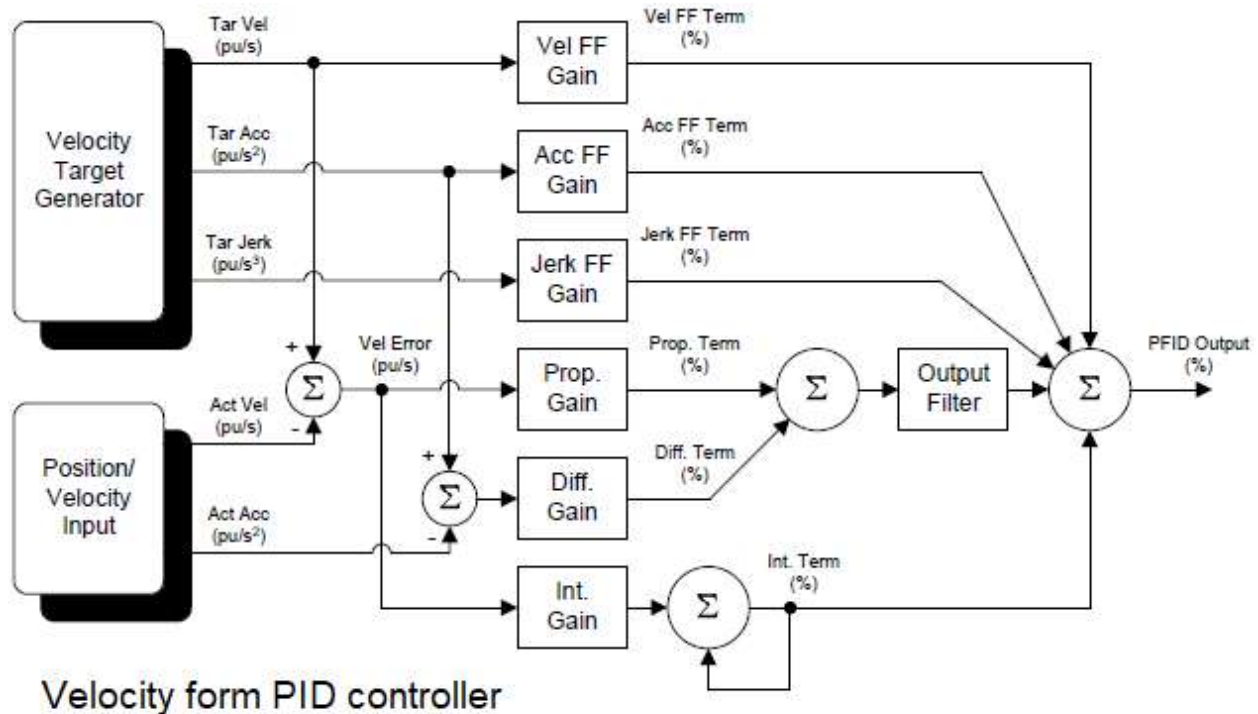 Tar Vel
(pu/s)
Vel FF Term
(%)
Vel FF
Gain
Velocity
Target
Generator
Tar Acc
(pu/s²)
Acc FF
Gain
Acc FF Term
(%)
Tar Jerk
(pu/s³)
Jerk FF
Gain
Jerk FF Term
(%)
+
Σ
-
Vel Error
(pu/s)
Prop.
Gain
Prop. Term
(%)
Σ
Output
Filter
Σ
PFID Output
(%)
Position/
Velocity
Input
Act Vel
(pu/s)
Act Acc
(pu/s²)
+
Σ
-
Diff.
Gain
Diff. Term
(%)
Int.
Gain
Σ
Int. Term
(%)
Velocity form PID controller